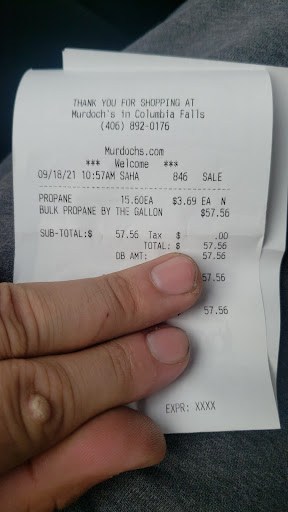 THANK YOU FOR SHOPPING AT
Murdoch's in Columbia Falls
(406) 892-0176
Murdochs.com
*** Welcome ***
09/18/21 10:57AM SAHA 846 SALE
PROPANE 15.60EA $3.69 EA N
BULK PROPANE BY THE GALLON $57.56
SUB-TOTAL:$ 57.56 Tax $ .00
TOTAL: $ 57.56
DB AMT: 57.56
57.56
57.56
EXPR: XXXX